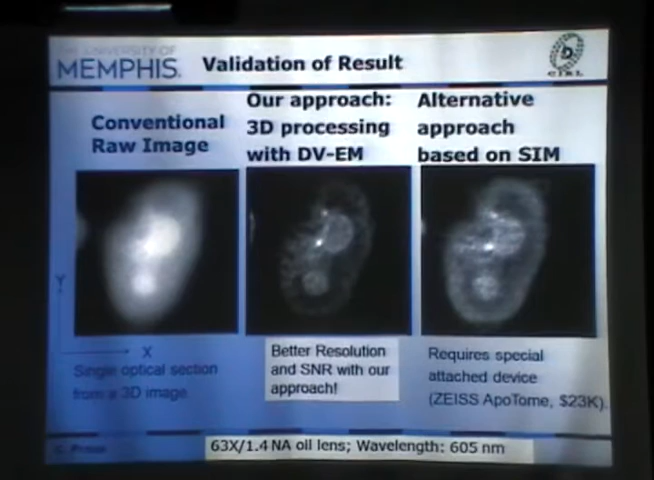 THE UNIVERSITY OF
MEMPHIS.
Validation of Result
CIRL
Conventional
Raw Image
Our approach:
3D processing
with DV-EM
Alternative
approach
based on SIM
Y
X
Single optical section
from a 3D image.
Better Resolution
and SNR with our
approach!
Requires special
attached device
(ZEISS ApoTome, $23K).
63X/1.4 NA oil lens; Wavelength: 605 nm